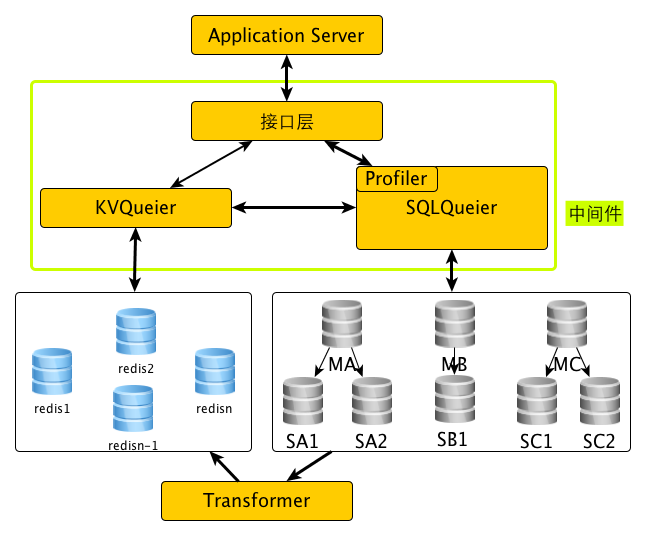 Application Server
接口层
Profiler
KVQueier
SQLQueier
中间件
redis2
redis1
redisn
redisn-1
MA
MB
MC
SA1
SA2
SB1
SC1
SC2
Transformer